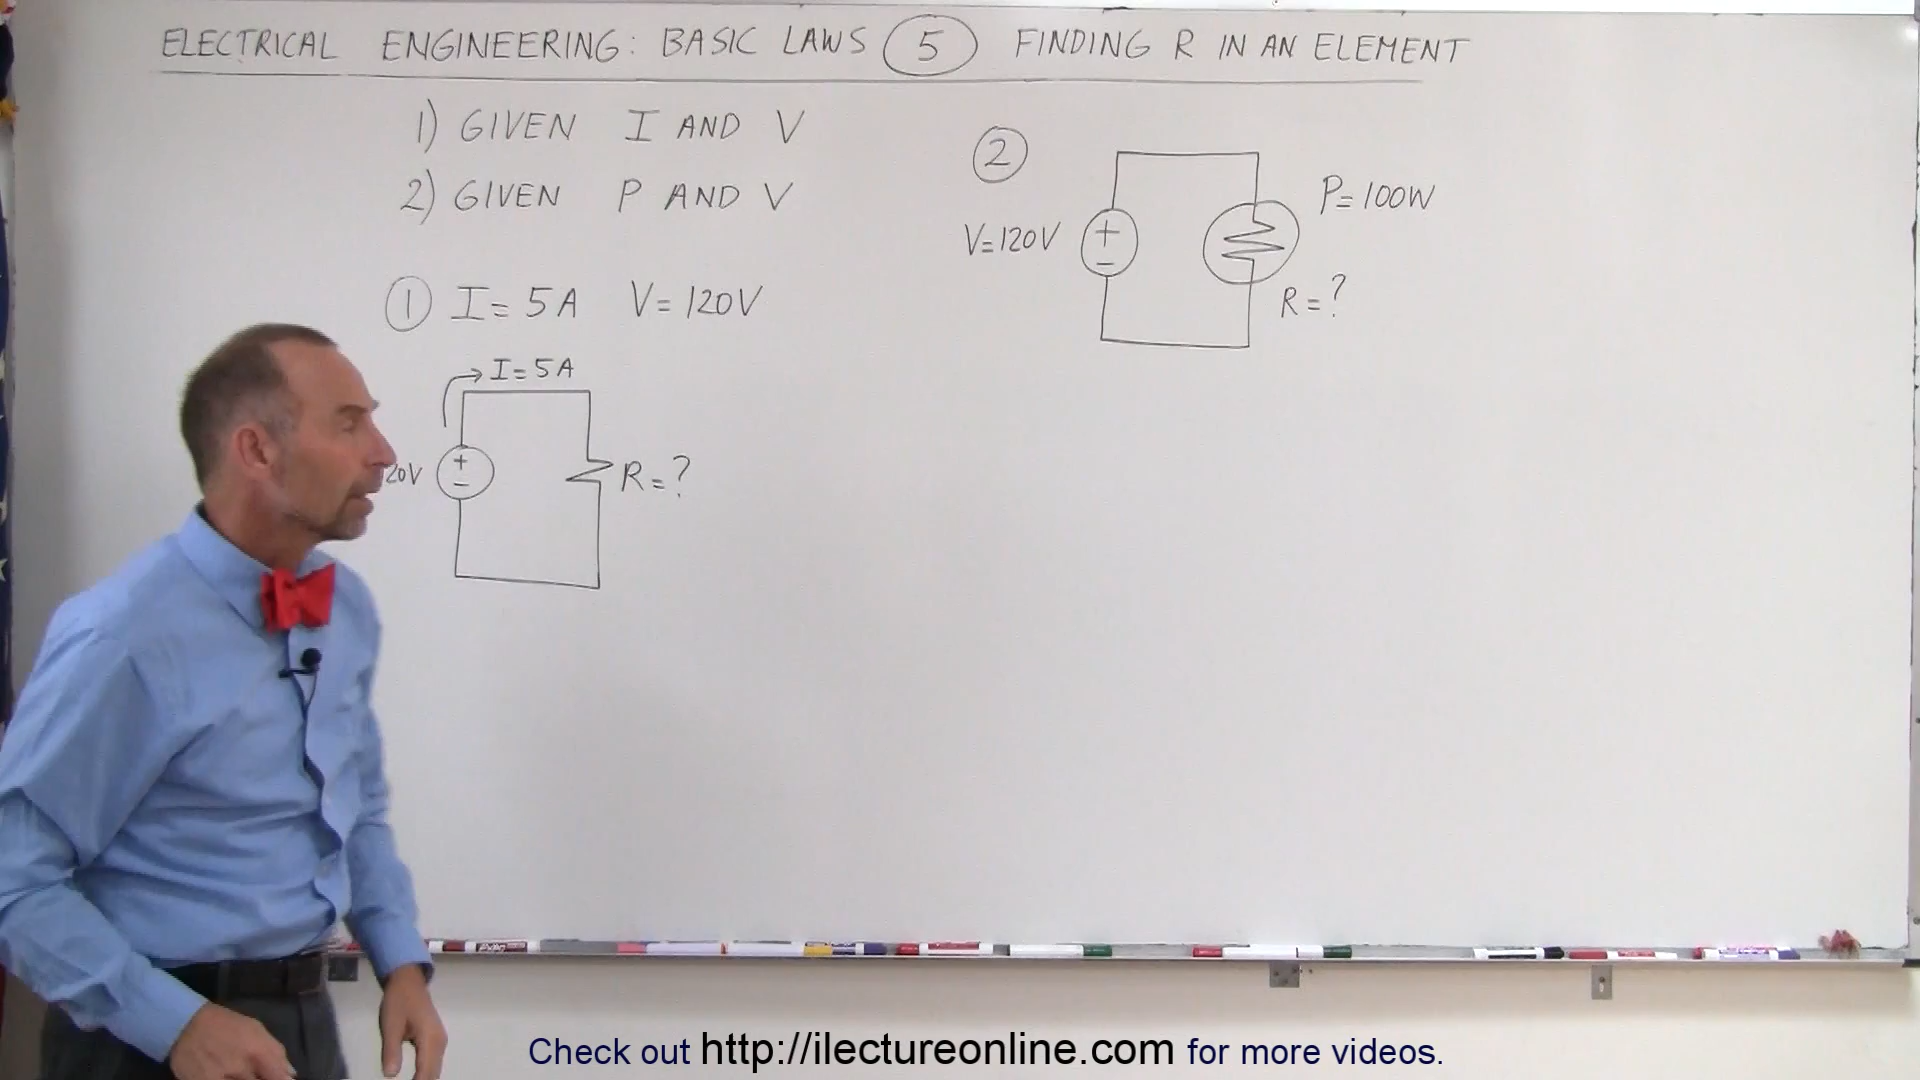 ELECTRICAL ENGINEERING: BASIC LAWS 5 FINDING R IN AN ELEMENT
1) GIVEN I AND V
2) GIVEN P AND V
1 I = 5A V = 120V
I = 5A
20V
+
-
R = ?
2
P = 100W
V = 120V
+
-
R = ?
Check out http://ilectureonline.com for more videos.